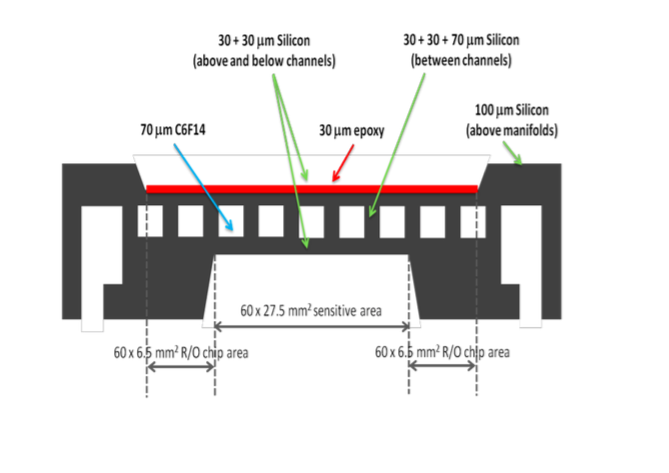 30 + 30 µm Silicon
(above and below channels)
30 + 30 + 70 µm Silicon
(between channels)
100 µm Silicon
(above manifolds)
70 µm C6F14
30 µm epoxy
60 x 27.5 mm² sensitive area
60 x 6.5 mm² R/O chip area
60 x 6.5 mm² R/O chip area